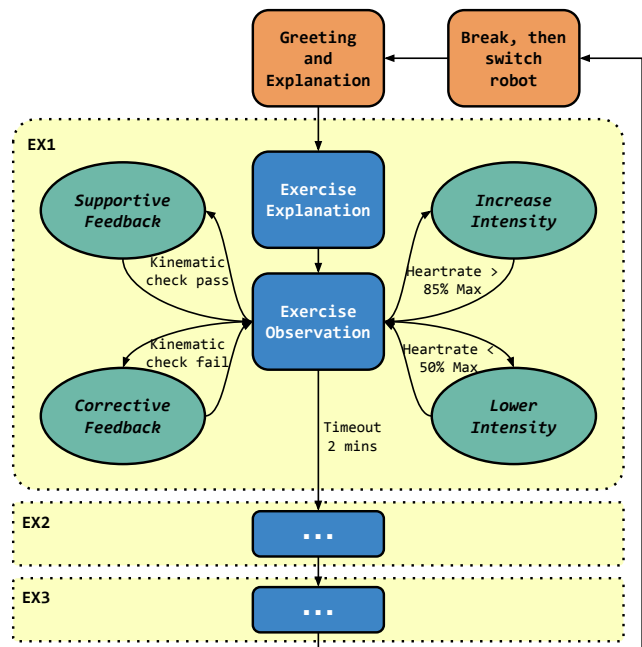 Greeting
and
Explanation
Break, then
switch
robot
EX1
Supportive
Feedback
Exercise
Explanation
Increase
Intensity
Kinematic
check pass
Heartrate >
85% Max
Exercise
Observation
Kinematic
check fail
Heartrate <
50% Max
Corrective
Feedback
Lower
Intensity
Timeout
2 mins
EX2
...
EX3
...